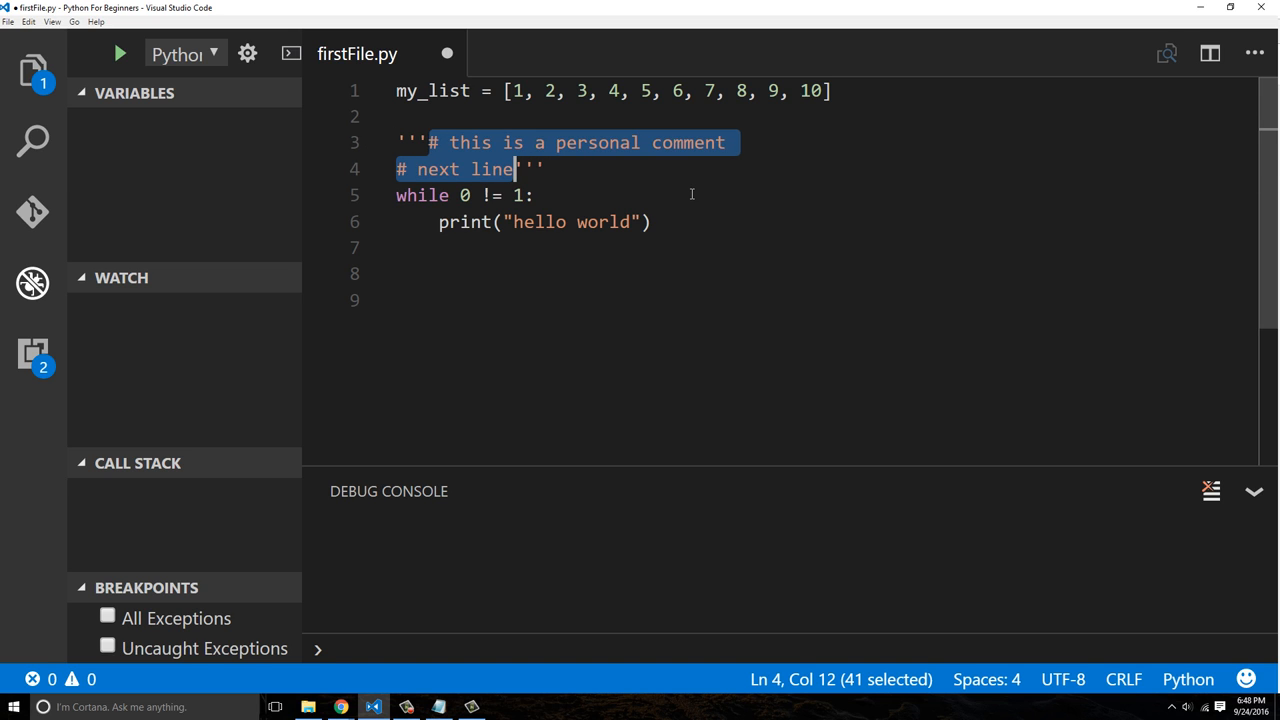 ● firstFile.py - Python For Beginners - Visual Studio Code
File Edit View Go Help
Python
firstFile.py
1
VARIABLES
1 my_list = [1, 2, 3, 4, 5, 6, 7, 8, 9, 10]
2
3 '''# this is a personal comment
4 # next line'''
5 while 0 != 1:
6 print("hello world")
7
8
9
WATCH
2
CALL STACK
DEBUG CONSOLE
BREAKPOINTS
All Exceptions
Uncaught Exceptions
0 0 Ln 4, Col 12 (41 selected) Spaces: 4 UTF-8 CRLF Python
I'm Cortana. Ask me anything.
6:48 PM
9/24/2016